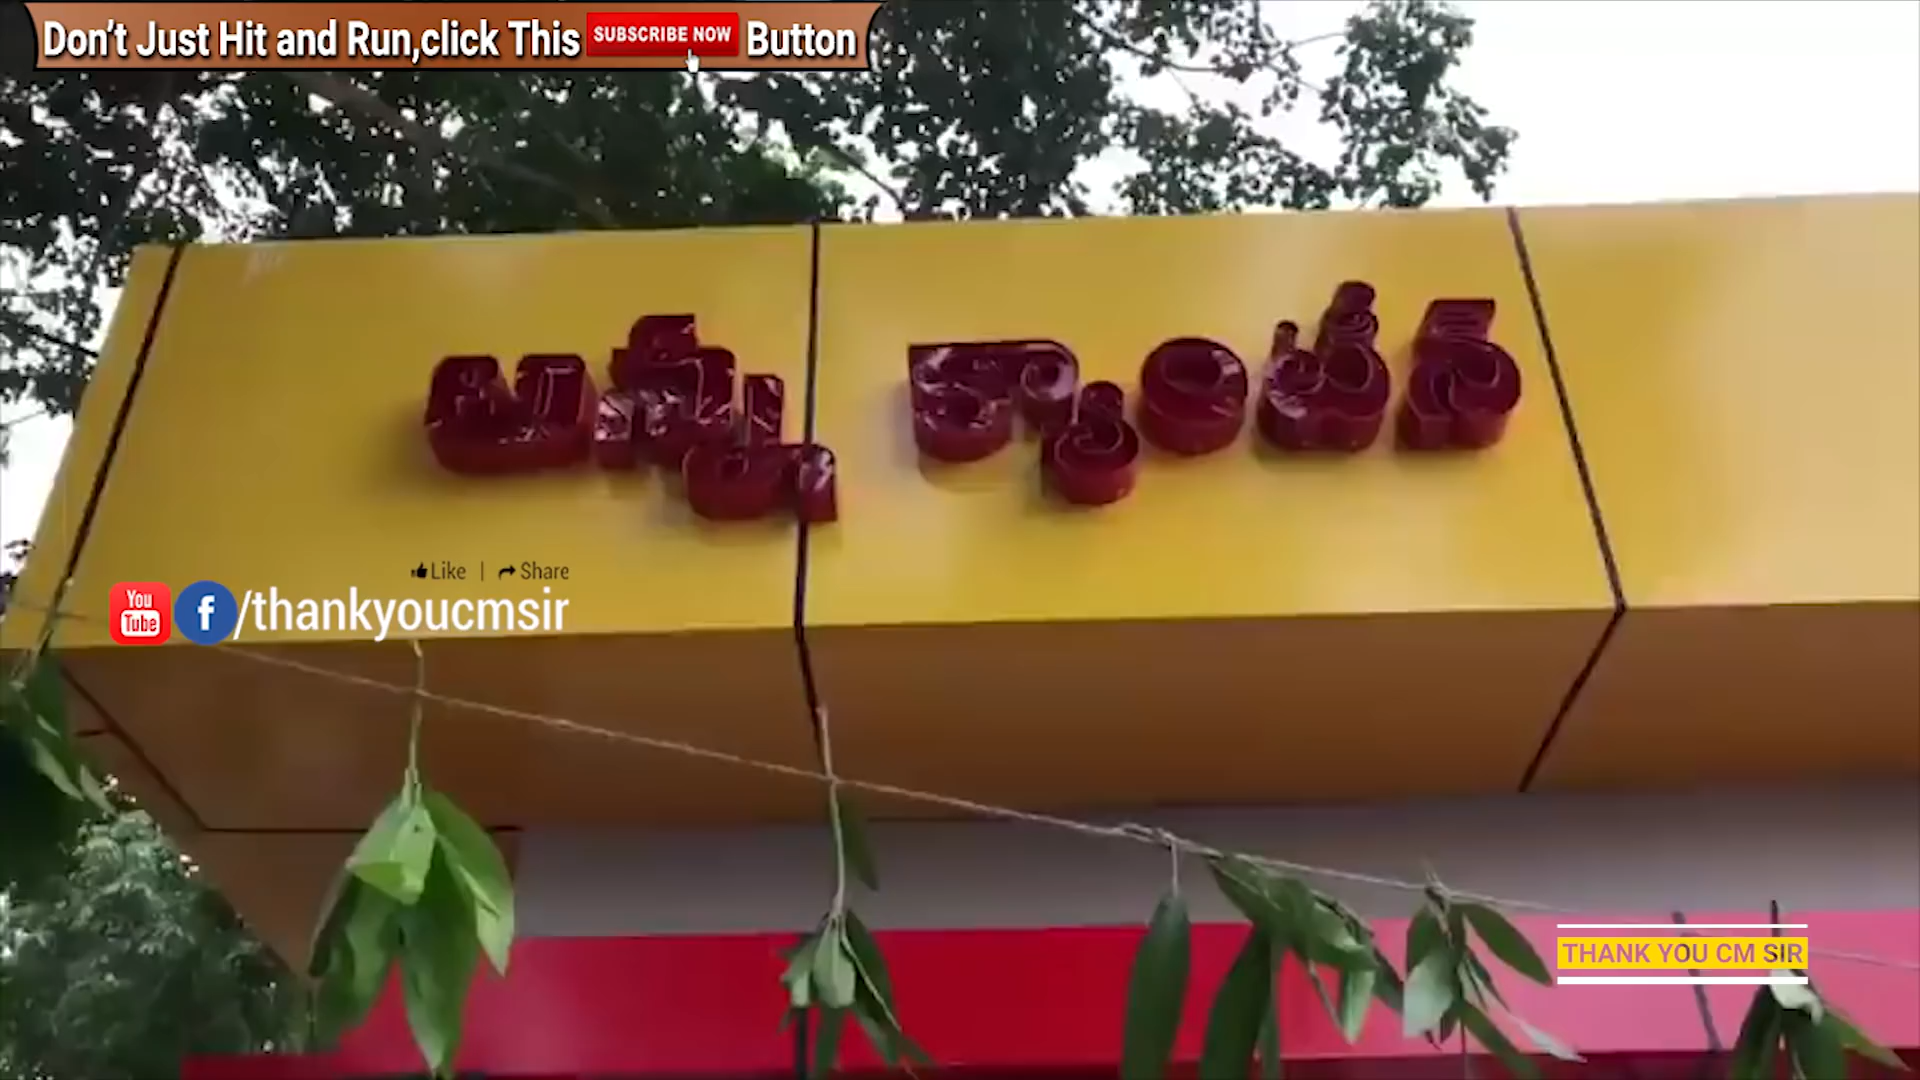 Don't Just Hit and Run,click This SUBSCRIBE NOW Button
అన్న క్యాంటీన్
Like | Share
You Tube f /thankyoucmsir
THANK YOU CM SIR